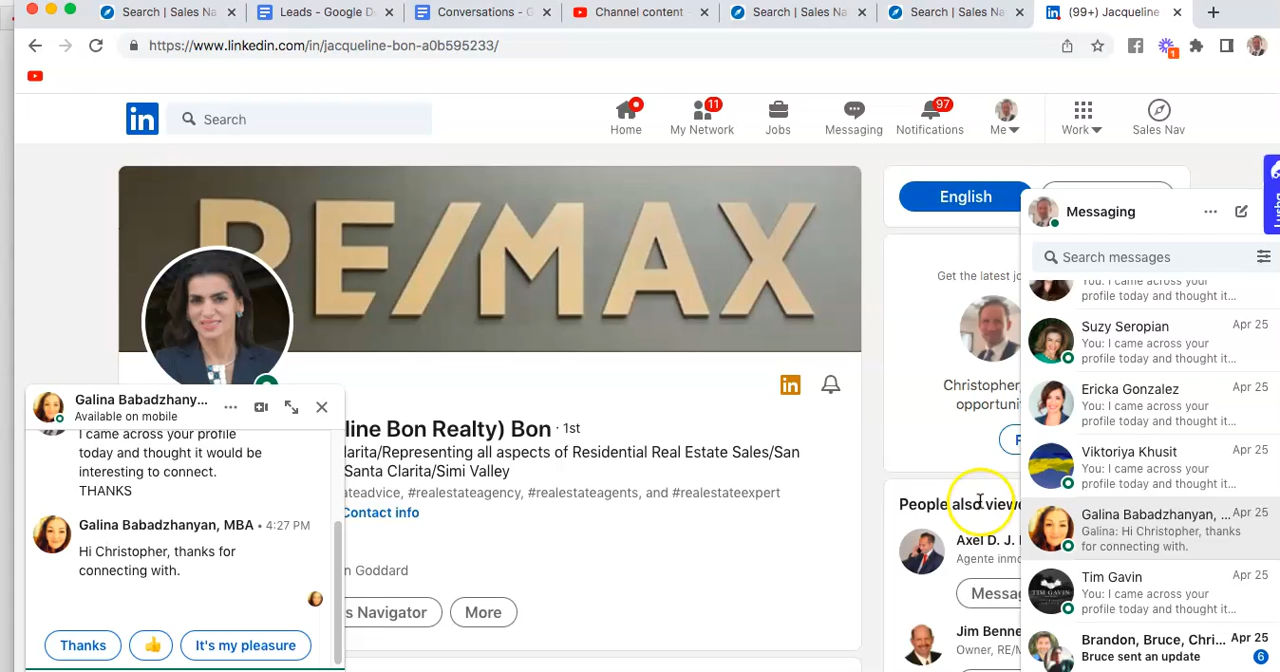 Search | Sales Na
Leads - Google D
Conversations - G
Channel content
Search | Sales Na
Search | Sales Na
(99+) Jacqueline
https://www.linkedin.com/in/jacqueline-bon-a0b595233/
1
in
Search
Home
11
My Network
Jobs
Messaging
97
Notifications
Me
Work
Sales Nav
RE/MAX
English
Messaging
Lusha
Search messages
Get the latest jo
You: I came across your
profile today and thought it...
Suzy Seropian
Apr 25
You: I came across your
profile today and thought it...
Christopher,
opportuni
Ericka Gonzalez
Apr 25
You: I came across your
profile today and thought it...
Viktoriya Khusit
Apr 25
You: I came across your
profile today and thought it...
Galina Babadzhanyan, ...
Apr 25
Galina: Hi Christopher, thanks
for connecting with.
Tim Gavin
Apr 25
You: I came across your
profile today and thought it...
Brandon, Bruce, Chri...
Apr 25
Bruce sent an update
6
in
line Bon Realty) Bon · 1st
larita/Representing all aspects of Residential Real Estate Sales/San
Santa Clarita/Simi Valley
ateadvice, #realestateagency, #realestateagents, and #realestateexpert
Contact info
n Goddard
s Navigator
More
People also viewe
Axel D. J. 
Agente inmo
Messag
Jim Benne
Owner, RE/M
Galina Babadzhany...
Available on mobile
I came across your profile
today and thought it would be
interesting to connect.
THANKS
Galina Babadzhanyan, MBA • 4:27 PM
Hi Christopher, thanks for
connecting with.
Thanks
It's my pleasure